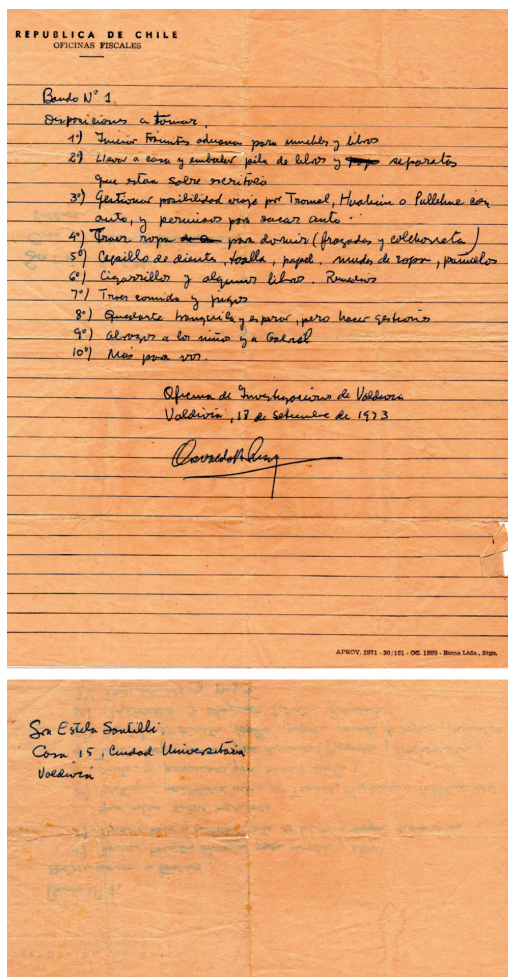 REPUBLICA DE CHILE
OFICINAS FISCALES
Bando N° 1
Disposiciones a tomar,
1°) Iniciar trámites aduana para muebles y libros
2°) Llevar a casa y embalar pila de libros y separatas
que están sobre escritorio
3°) Gestionar posibilidad viaje por Tromal, Huahum o Pullehue con
auto, y permisos para sacar auto.
4°) Traer ropa para dormir (frazadas y colchoneta)
5°) Cepillo de dientes, toalla, papel, mudas de ropa, pañuelos
6°) Cigarrillos y algunos libros. Remedios
7°) Traer comida y jugos
8°) Quedarte tranquila y esperar, pero hacer gestiones
9°) Abrazos a los niños y a Gabriel
10°) Más para vos.
Oficina de Investigaciones de Valdivia
Valdivia, 18 de setiembre de 1973
APROV. 1971 - 20/151 - OC. 1580 - Roma Ltda., Stgo.
Sra Estela Santilli
Casa 15, Ciudad Universitaria
Valdivia